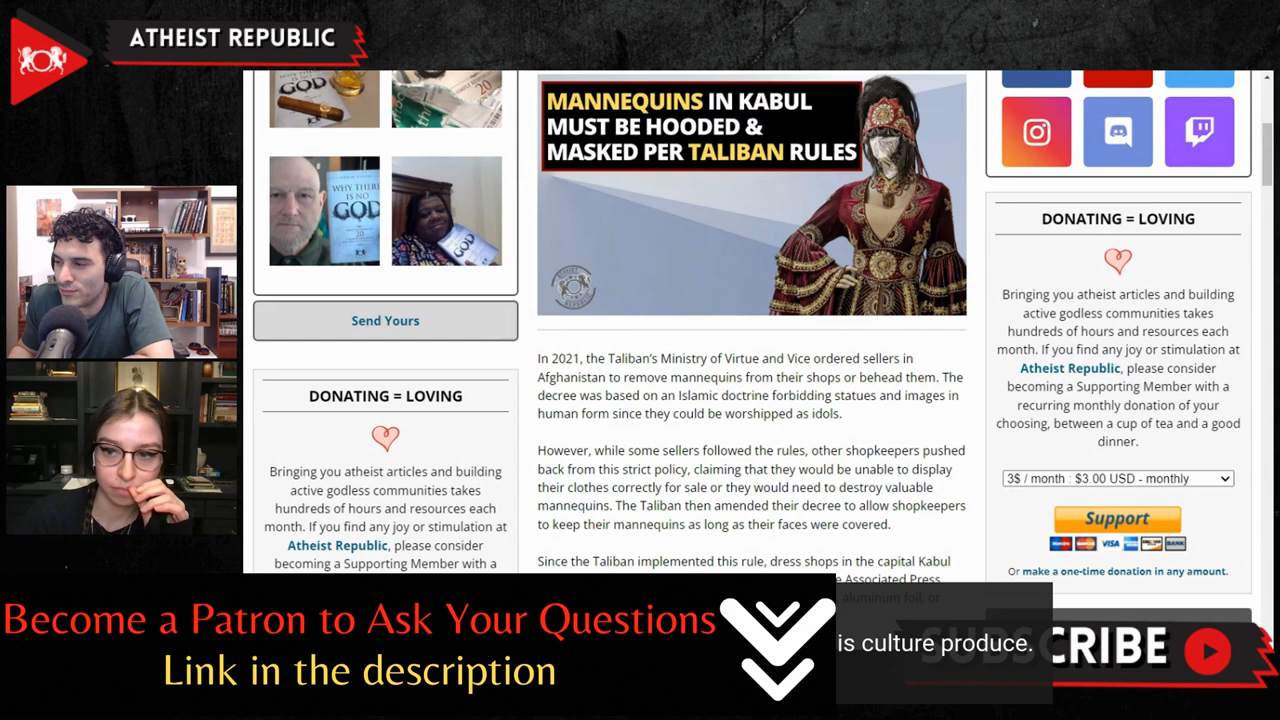 ATHEIST REPUBLIC
GOD
20
WHY THERE
IS NO
GOD
20
Send Yours
DONATING = LOVING
Bringing you atheist articles and building
active godless communities takes
hundreds of hours and resources each
month. If you find any joy or stimulation at
Atheist Republic, please consider
becoming a Supporting Member with a
MANNEQUINS IN KABUL
MUST BE HOODED &
MASKED PER TALIBAN RULES
In 2021, the Taliban's Ministry of Virtue and Vice ordered sellers in
Afghanistan to remove mannequins from their shops or behead them. The
decree was based on an Islamic doctrine forbidding statues and images in
human form since they could be worshipped as idols.
However, while some sellers followed the rules, other shopkeepers pushed
back from this strict policy, claiming that they would be unable to display
their clothes correctly for sale or they would need to destroy valuable
mannequins. The Taliban then amended their decree to allow shopkeepers
to keep their mannequins as long as their faces were covered.
Since the Taliban implemented this rule, dress shops in the capital Kabul
e Associated Press
aluminum foil, or
DONATING = LOVING
Bringing you atheist articles and building
active godless communities takes
hundreds of hours and resources each
month. If you find any joy or stimulation at
Atheist Republic, please consider
becoming a Supporting Member with a
recurring monthly donation of your
choosing, between a cup of tea and a good
dinner.
3$ / month : $3.00 USD - monthly
Support
VISA
BANK
Or make a one-time donation in any amount.
Become a Patron to Ask Your Questions
Link in the description
is culture produce.
SUBSCRIBE